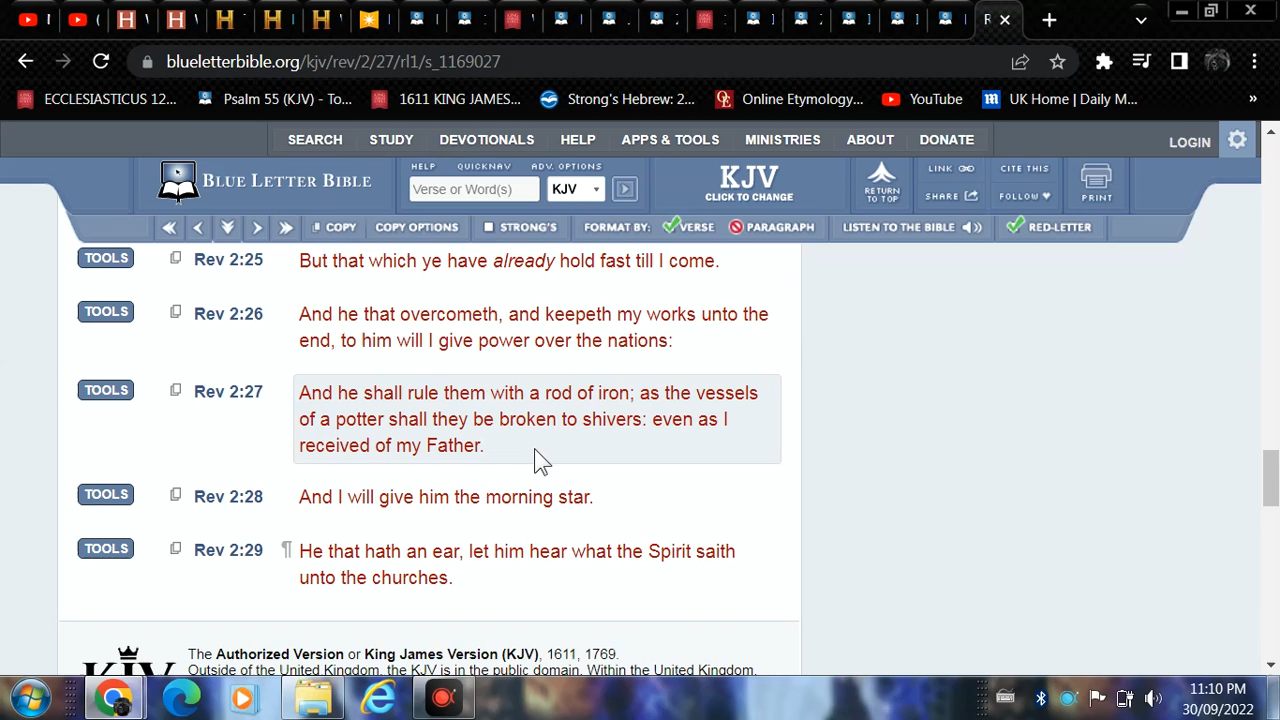 blueletterbible.org/kjv/rev/2/27/rl1/s_1169027
ECCLESIASTICUS 12... Psalm 55 (KJV) - To... 1611 KING JAMES... Strong's Hebrew: 2... Online Etymology... YouTube UK Home | Daily M... »
SEARCH STUDY DEVOTIONALS HELP APPS & TOOLS MINISTRIES ABOUT DONATE LOGIN
HELP QUICKNAV ADV. OPTIONS
BLUE LETTER BIBLE Verse or Word(s) KJV
KJV
CLICK TO CHANGE
RETURN
TO TOP
LINK CITE THIS
SHARE FOLLOW
PRINT
COPY COPY OPTIONS STRONG'S FORMAT BY: VERSE PARAGRAPH LISTEN TO THE BIBLE RED-LETTER
TOOLS Rev 2:25 But that which ye have already hold fast till I come.
TOOLS Rev 2:26 And he that overcometh, and keepeth my works unto the
end, to him will I give power over the nations:
TOOLS Rev 2:27 And he shall rule them with a rod of iron; as the vessels
of a potter shall they be broken to shivers: even as I
received of my Father.
TOOLS Rev 2:28 And I will give him the morning star.
TOOLS Rev 2:29 ¶ He that hath an ear, let him hear what the Spirit saith
unto the churches.
KJV The Authorized Version or King James Version (KJV), 1611, 1769.
Outside of the United Kingdom, the KJV is in the public domain. Within the United Kingdom,
11:10 PM
30/09/2022